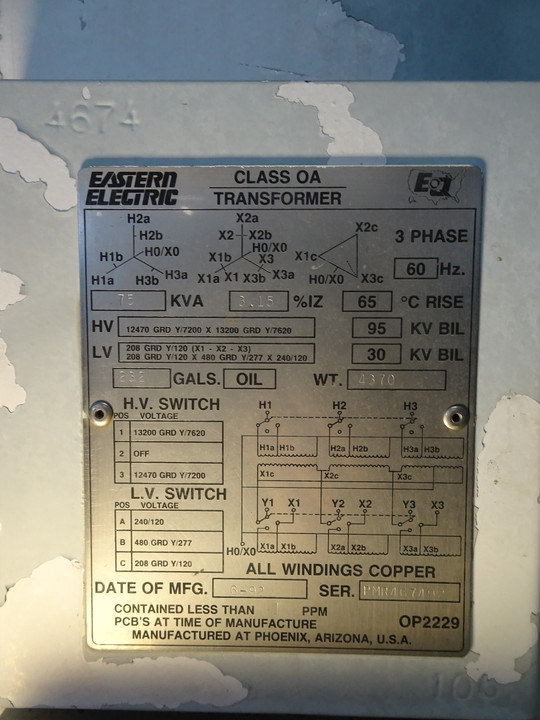 4674
EASTERN ELECTRIC
CLASS OA TRANSFORMER
H2a
H2b
H0/X0
H1b
H1a H3b H3a
X2a
X2 X2b
H0/X0
X1b X3
X1a X1 X3b X3a
X2c
X1c
H0/X0 X3c
3 PHASE
60 Hz.
75 KVA 3.15 %IZ 65 °C RISE
HV 12470 GRD Y/7200 X 13200 GRD Y/7620 95 KV BIL
LV 208 GRD Y/120 (X1 - X2 - X3)
208 GRD Y/120 X 480 GRD Y/277 X 240/120 30 KV BIL
232 GALS. OIL WT. 4370
H.V. SWITCH
POS VOLTAGE
1 13200 GRD Y/7620
2 OFF
3 12470 GRD Y/7200
L.V. SWITCH
POS VOLTAGE
A 240/120
B 480 GRD Y/277
C 208 GRD Y/120
H1 H2 H3
H1a H1b H2a H2b H3a H3b
X1c X2c X3c
Y1 X1 Y2 X2 Y3 X3
H0/X0 X1a X1b X2a X2b X3a X3b
ALL WINDINGS COPPER
DATE OF MFG. 6-92 SER.
CONTAINED LESS THAN 1 PPM
PCB'S AT TIME OF MANUFACTURE OP2229
MANUFACTURED AT PHOENIX, ARIZONA, U.S.A.